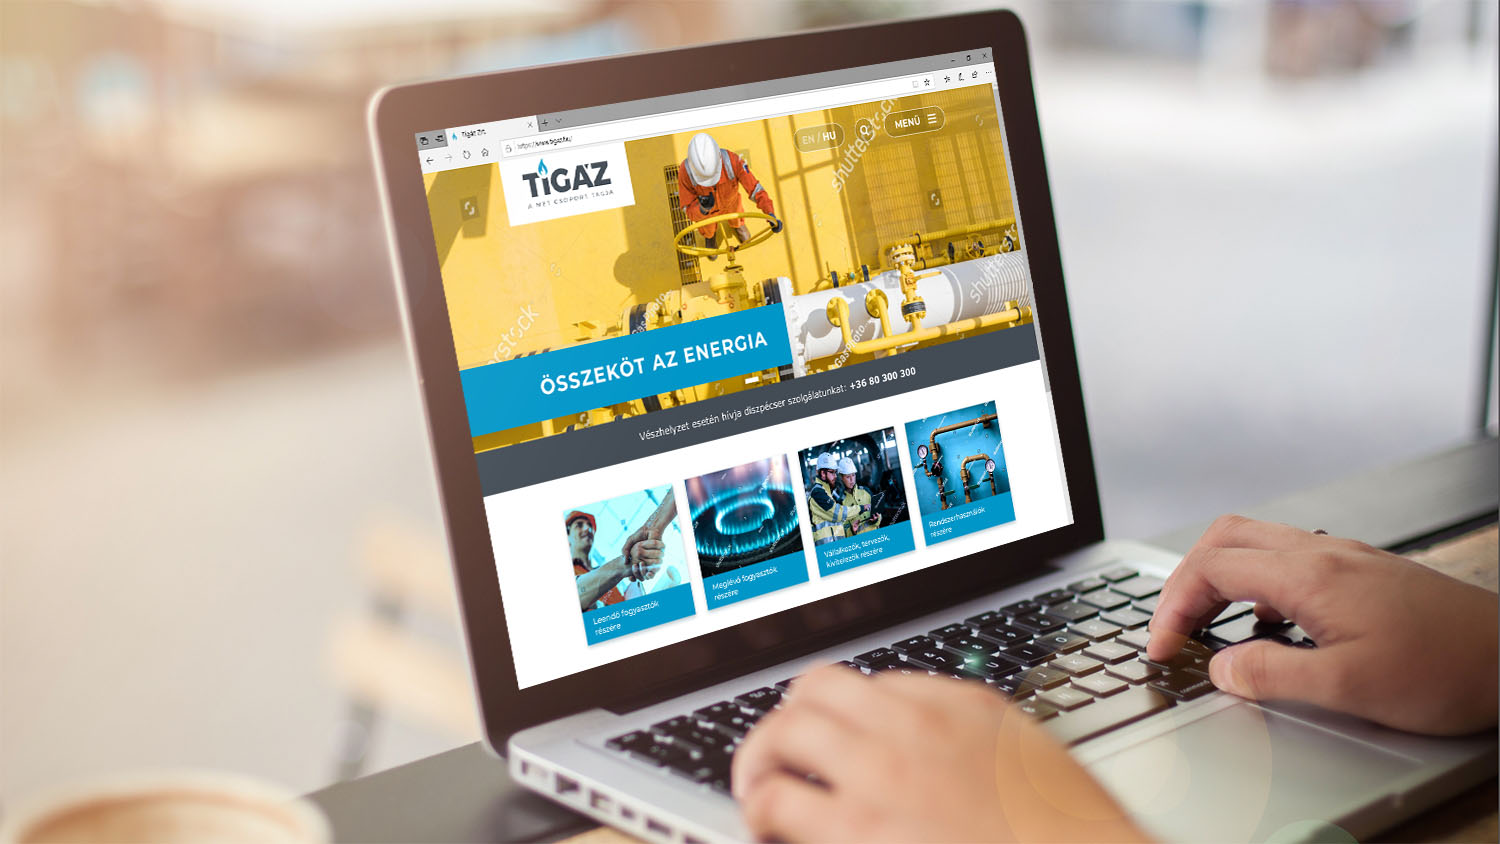 Tigáz Zrt.
https://www.tigaz.hu/
TIGÁZ
A MET CSOPORT TAGJA
EN / HU
MENÜ
shutterstock
ÖSSZEKÖT AZ ENERGIA
Vészhelyzet esetén hívja diszpécser szolgálatunkat: +36 80 300 300
Leendő fogyasztók
részére
Meglévő fogyasztók
részére
Vállalkozók, tervezők,
kivitelezők részére
Rendszerhasználók
részére